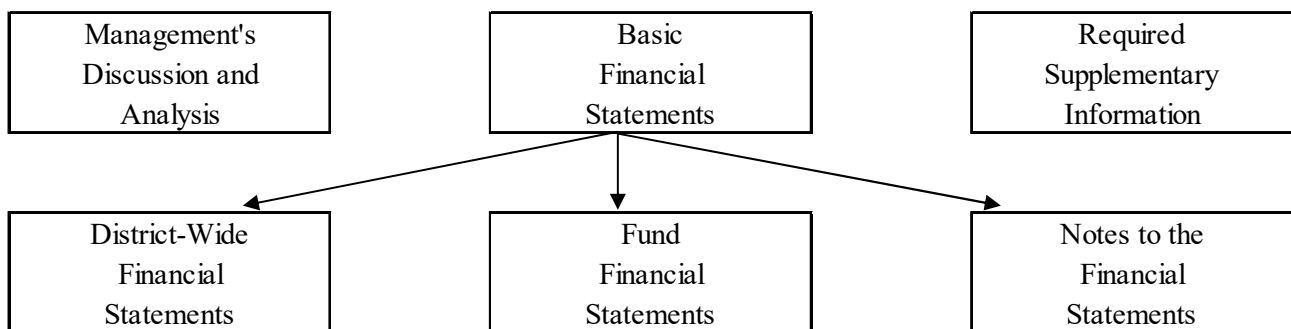 Management's
Discussion and
Analysis
Basic
Financial
Statements
Required
Supplementary
Information
District-Wide
Financial
Statements
Fund
Financial
Statements
Notes to the
Financial
Statements